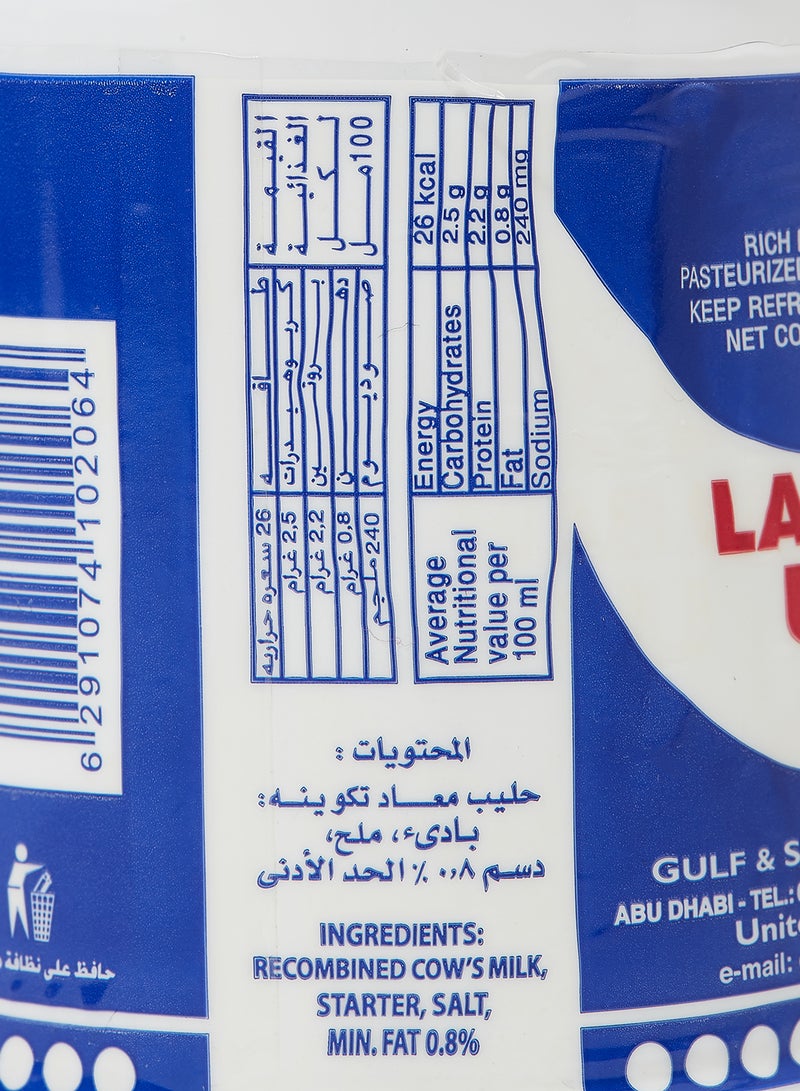 6 291074 102064
حافظ على نظافة
القيمة
الغذائية
لكل
100 مل
طاقة 26 سعره حراريه
كربوهيدرات 2,5 غرام
بروتين 2,2 غرام
دهن 0,8 غرام
صوديوم 240 ملجم
Average
Nutritional
value per
100 ml
Energy 26 kcal
Carbohydrates 2.5 g
Protein 2.2 g
Fat 0.8 g
Sodium 240 mg
المحتويات :
حليب معاد تكوينه:
بادىء، ملح،
دسم ٠,٨ ٪ الحد الأدنى
INGREDIENTS:
RECOMBINED COW'S MILK,
STARTER, SALT,
MIN. FAT 0.8%
RICH
PASTEURIZE
KEEP REFR
NET CO
LA
GULF & S
ABU DHABI - TEL.:
Unit
e-mail: